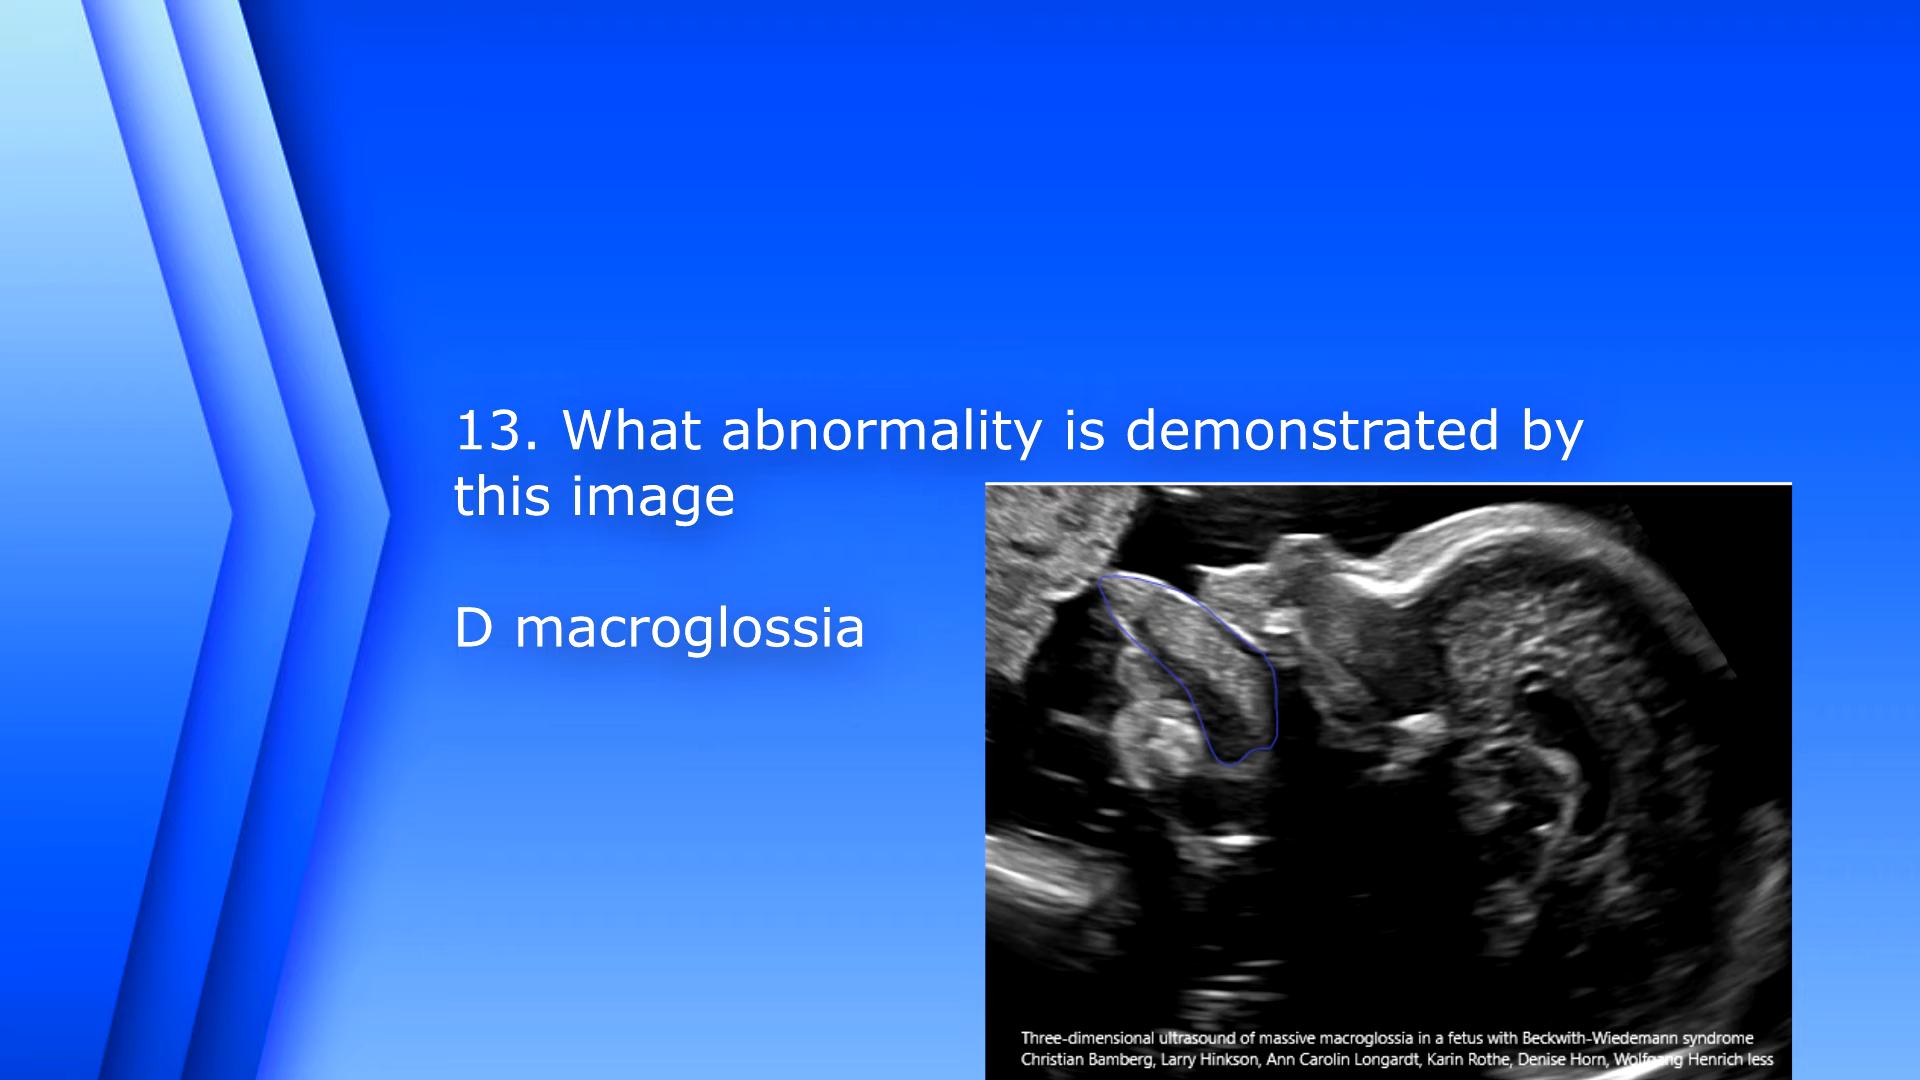 13. What abnormality is demonstrated by
this image
D macroglossia
Three-dimensional ultrasound of massive macroglossia in a fetus with Beckwith-Wiedemann syndrome
Christian Bamberg, Larry Hinkson, Ann Carolin Longardt, Karin Rothe, Denise Horn, Wolfgang Henrich less